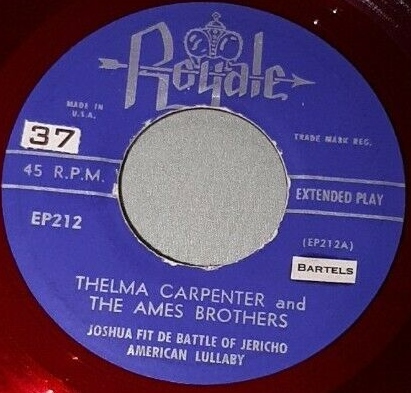 Royale
MADE IN
U.S.A.
TRADE MARK REG.
37
45 R.P.M.
EXTENDED PLAY
EP212
(EP212A)
BARTELS
THELMA CARPENTER and
THE AMES BROTHERS
JOSHUA FIT DE BATTLE OF JERICHO
AMERICAN LULLABY